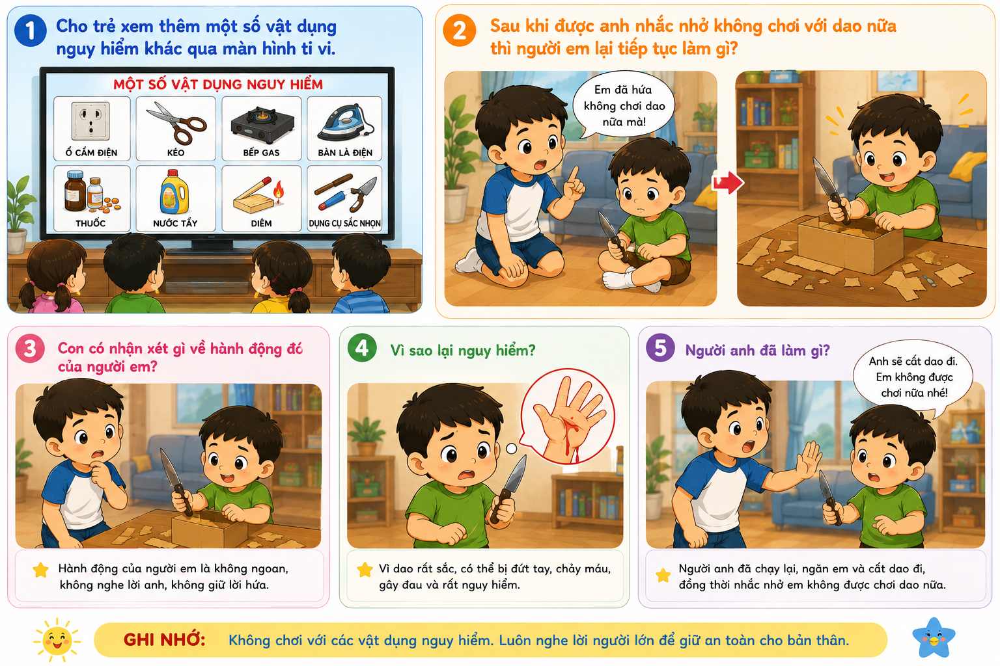 1
Cho trẻ xem thêm một số vật dụng
nguy hiểm khác qua màn hình ti vi.
MỘT SỐ VẬT DỤNG NGUY HIỂM
Ổ CẮM ĐIỆN
KÉO
BẾP GAS
BÀN LÀ ĐIỆN
THUỐC
NƯỚC TẨY
DIÊM
DỤNG CỤ SẮC NHỌN
2
Sau khi được anh nhắc nhở không chơi với dao nữa
thì người em lại tiếp tục làm gì?
Em đã hứa
không chơi dao
nữa mà!
3
Con có nhận xét gì về hành động đó
của người em?
Hành động của người em là không ngoan,
không nghe lời anh, không giữ lời hứa.
4
Vì sao lại nguy hiểm?
Vì dao rất sắc, có thể bị đứt tay, chảy máu,
gây đau và rất nguy hiểm.
5
Người anh đã làm gì?
Anh sẽ cất dao đi.
Em không được
chơi nữa nhé!
Người anh đã chạy lại, ngăn em và cất dao đi,
đồng thời nhắc nhở em không được chơi dao nữa.
GHI NHỚ: Không chơi với các vật dụng nguy hiểm. Luôn nghe lời người lớn để giữ an toàn cho bản thân.